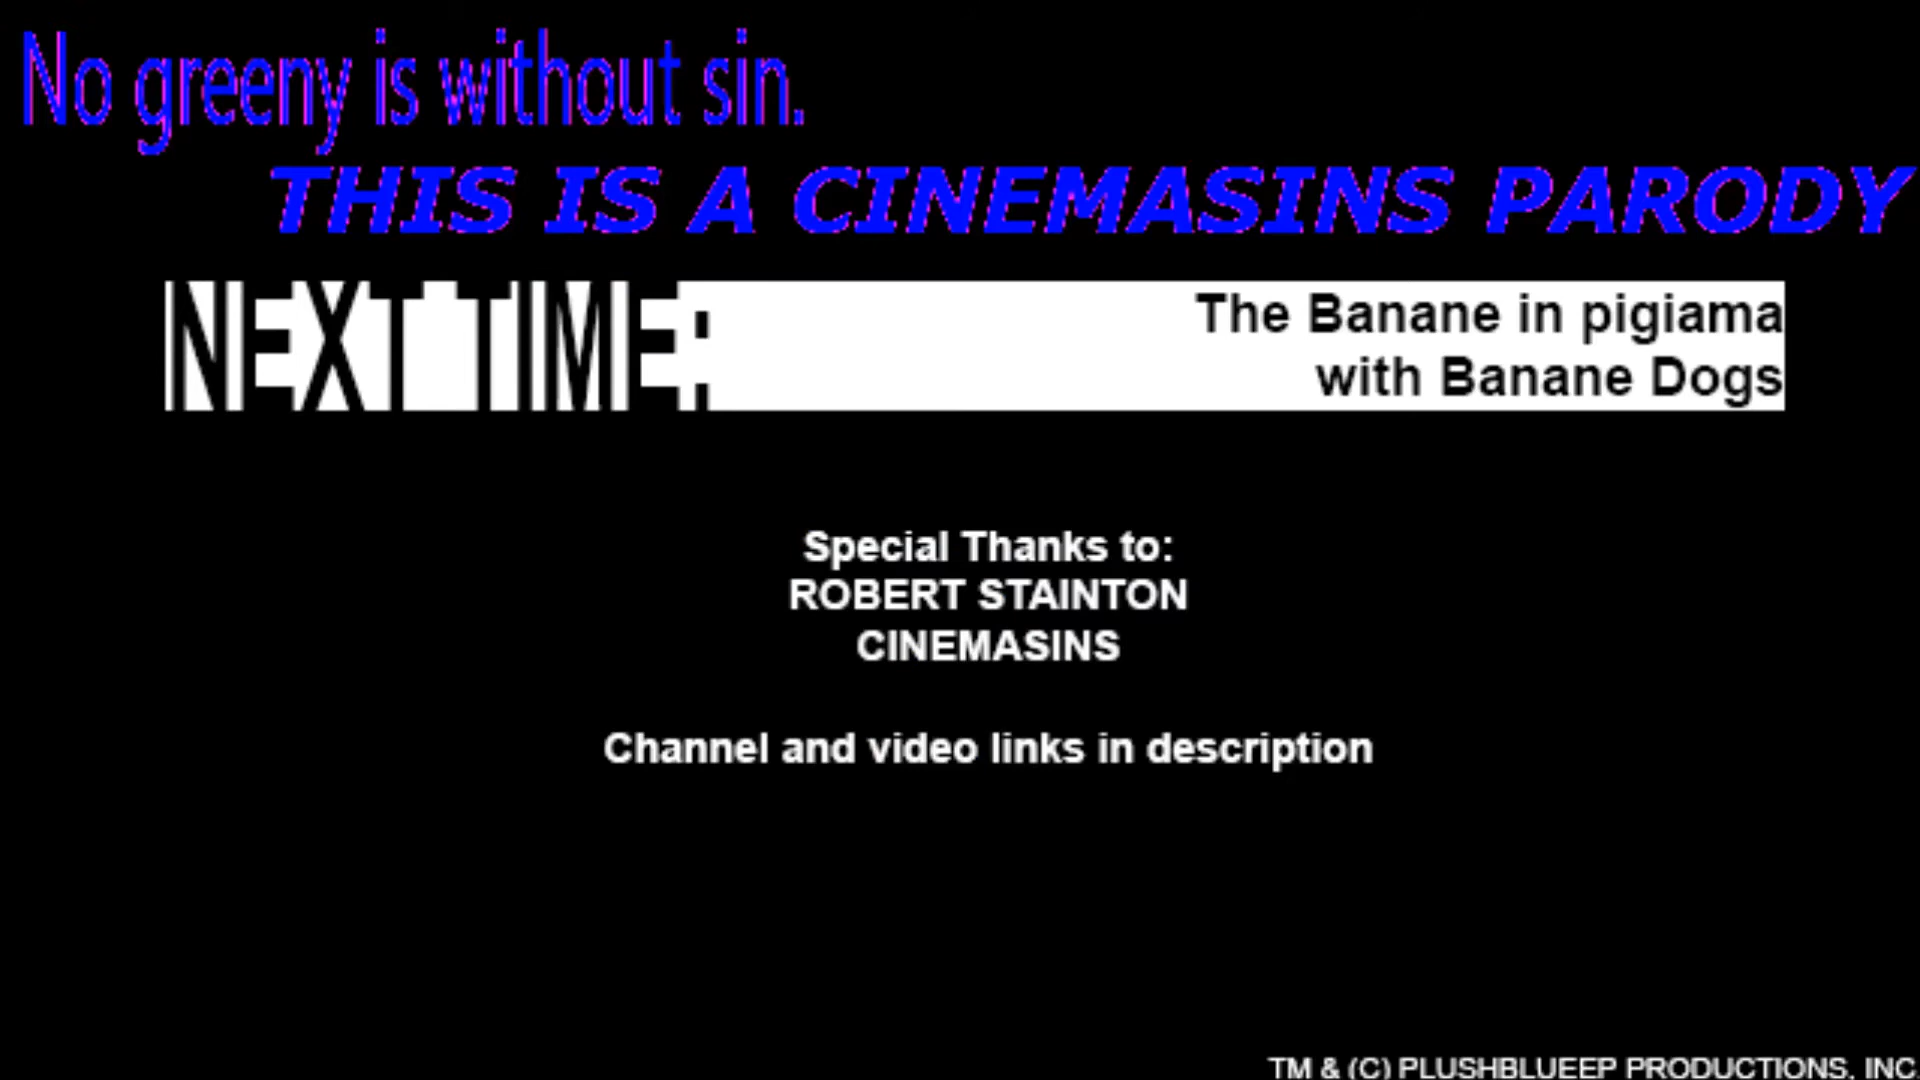 No greeny is without sin.
THIS IS A CINEMASINS PARODY
NEXT TIME:
The Banane in pigiama
with Banane Dogs
Special Thanks to:
ROBERT STAINTON
CINEMASINS
Channel and video links in description
TM & (C) PLUSHBLUEEP PRODUCTIONS, INC